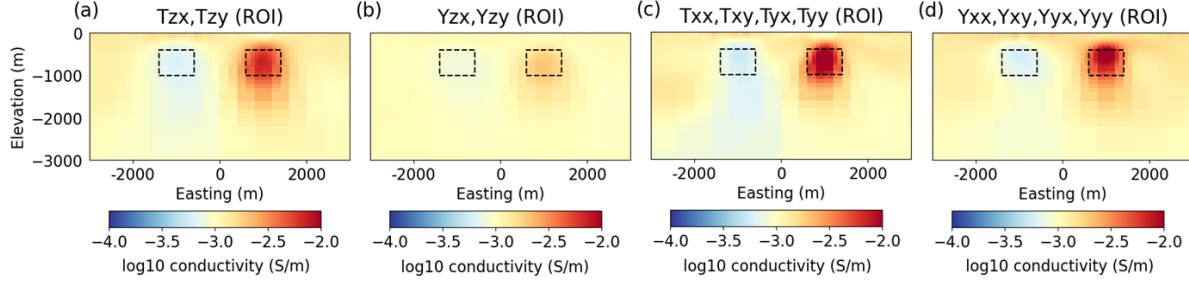 (a) Tzx,Tzy (ROI)
(b) Yzx,Yzy (ROI)
(c) Txx,Txy,Tyx,Tyy (ROI)
(d) Yxx,Yxy,Yyx,Yyy (ROI)
Elevation (m)
0
−1000
−2000
−3000
-2000 0 2000
-2000 0 2000
-2000 0 2000
-2000 0 2000
Easting (m)
Easting (m)
Easting (m)
Easting (m)
−4.0 −3.5 −3.0 −2.5 −2.0
−4.0 −3.5 −3.0 −2.5 −2.0
−4.0 −3.5 −3.0 −2.5 −2.0
−4.0 −3.5 −3.0 −2.5 −2.0
log10 conductivity (S/m)
log10 conductivity (S/m)
log10 conductivity (S/m)
log10 conductivity (S/m)